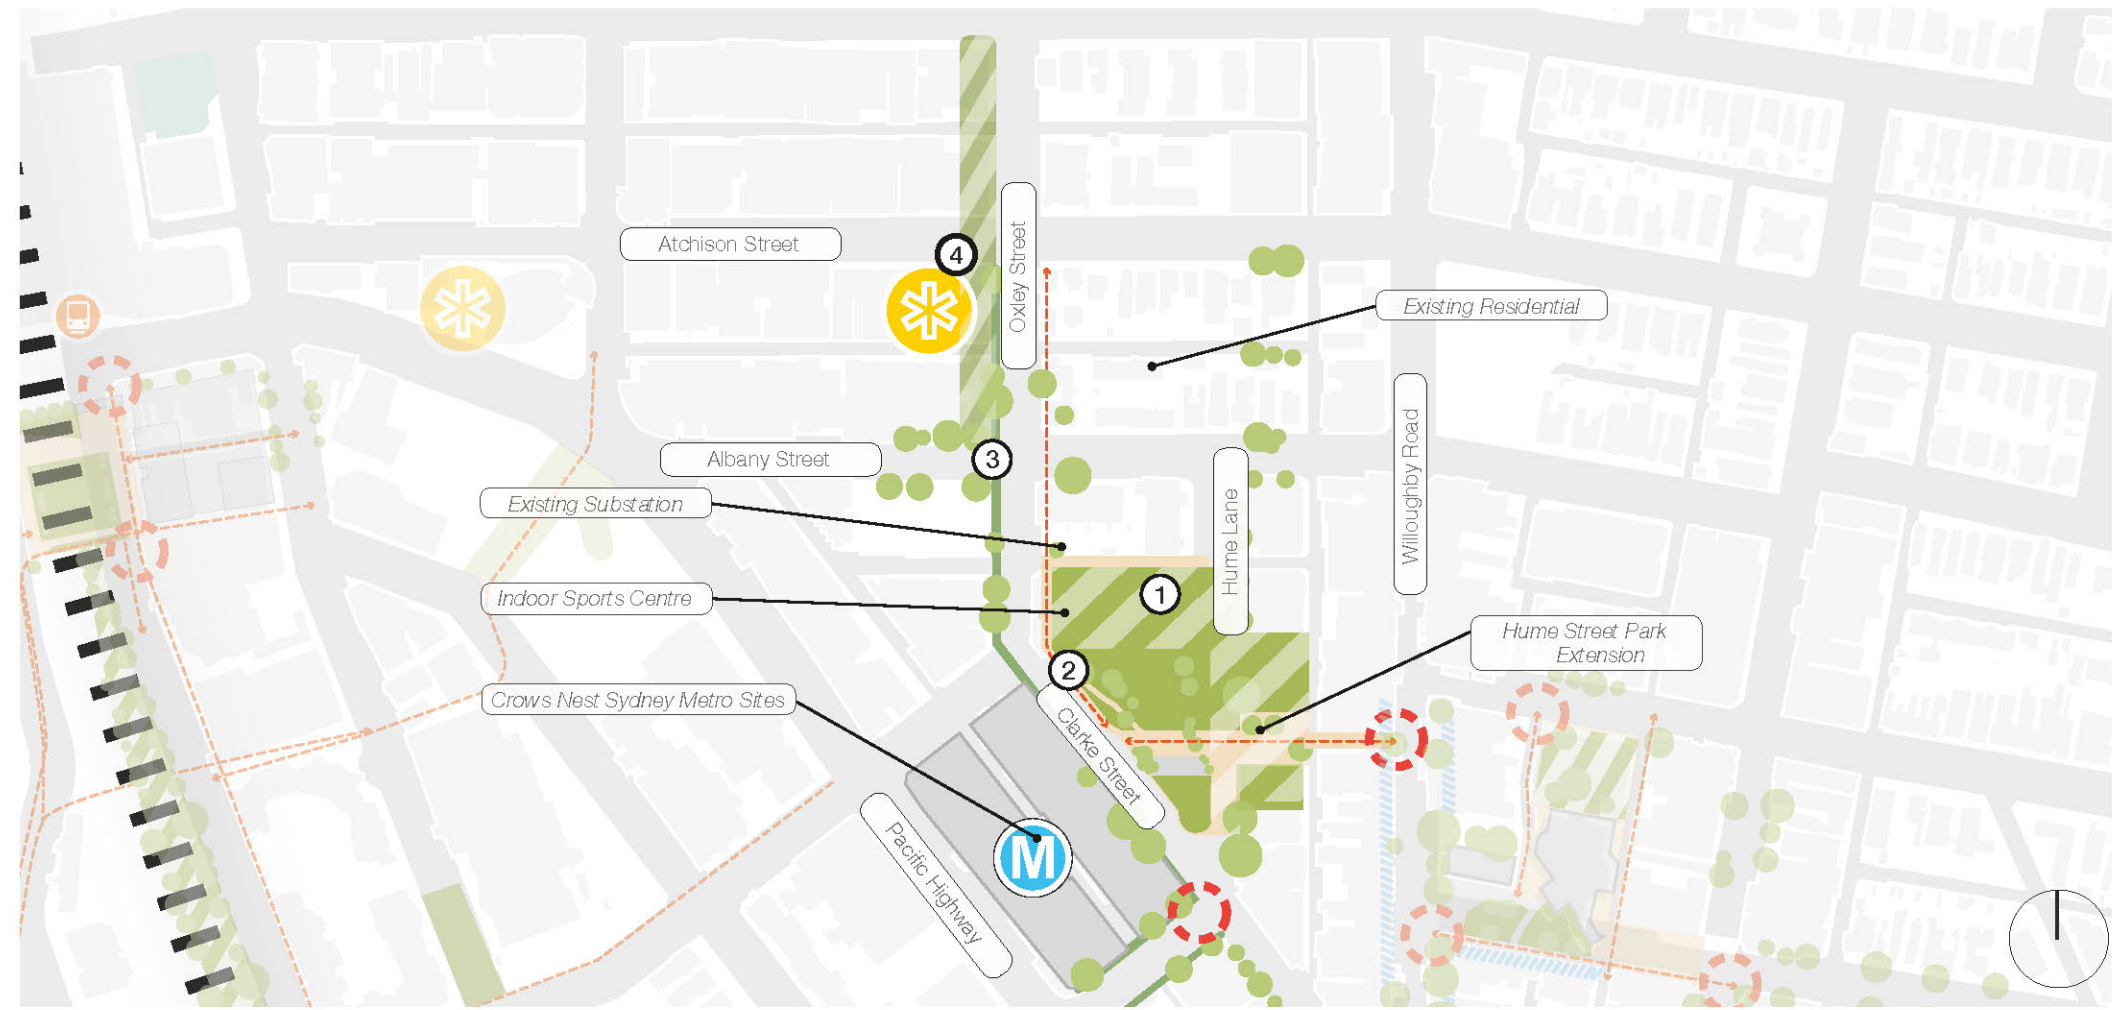 Atchison Street
4
Oxley Street
Existing Residential
Albany Street
3
Willoughby Road
Existing Substation
Hume Lane
Indoor Sports Centre
1
Hume Street Park
Extension
2
Crows Nest Sydney Metro Sites
Clarke Street
M
Pacific Highway